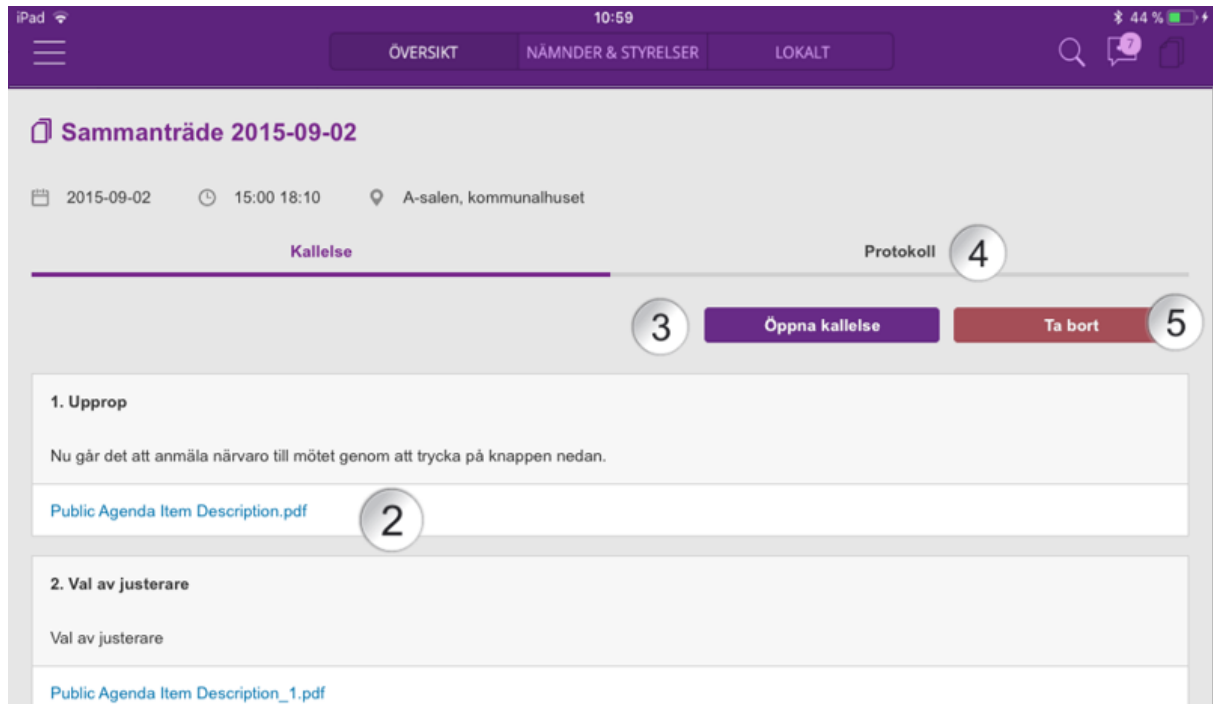 iPad 10:59 44 %
ÖVERSIKT NÄMNDER & STYRELSER LOKALT 7
Sammanträde 2015-09-02
2015-09-02 15:00 18:10 A-salen, kommunalhuset
Kallelse Protokoll 4
3 Öppna kallelse Ta bort 5
1. Upprop
Nu går det att anmäla närvaro till mötet genom att trycka på knappen nedan.
Public Agenda Item Description.pdf 2
2. Val av justerare
Val av justerare
Public Agenda Item Description_1.pdf